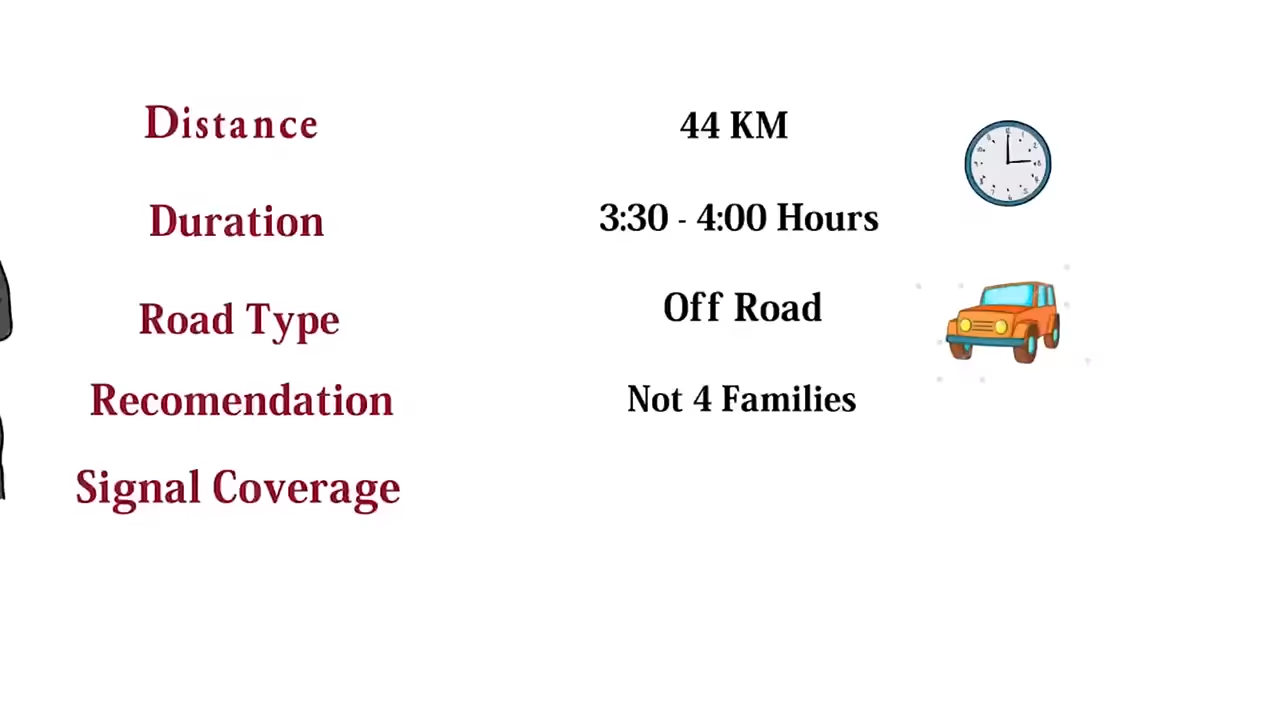 Distance 44 KM
Duration 3:30 - 4:00 Hours
Road Type Off Road
Recomendation Not 4 Families
Signal Coverage